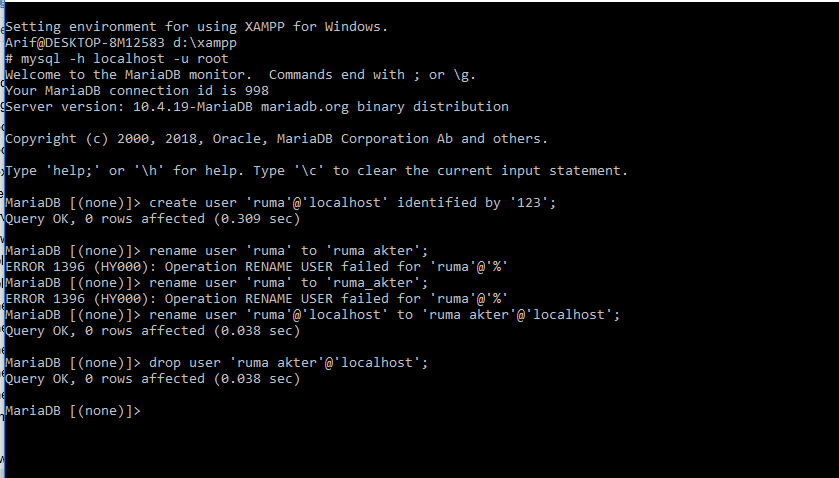 Setting environment for using XAMPP for Windows.
Arif@DESKTOP-8M12583 d:\xampp
# mysql -h localhost -u root
Welcome to the MariaDB monitor.  Commands end with ; or \g.
Your MariaDB connection id is 998
Server version: 10.4.19-MariaDB mariadb.org binary distribution
Copyright (c) 2000, 2018, Oracle, MariaDB Corporation Ab and others.
Type 'help;' or '\h' for help. Type '\c' to clear the current input statement.
MariaDB [(none)]> create user 'ruma'@'localhost' identified by '123';
Query OK, 0 rows affected (0.309 sec)
MariaDB [(none)]> rename user 'ruma' to 'ruma akter';
ERROR 1396 (HY000): Operation RENAME USER failed for 'ruma'@'%'
MariaDB [(none)]> rename user 'ruma' to 'ruma_akter';
ERROR 1396 (HY000): Operation RENAME USER failed for 'ruma'@'%'
MariaDB [(none)]> rename user 'ruma'@'localhost' to 'ruma akter'@'localhost';
Query OK, 0 rows affected (0.038 sec)
MariaDB [(none)]> drop user 'ruma akter'@'localhost';
Query OK, 0 rows affected (0.038 sec)
MariaDB [(none)]>